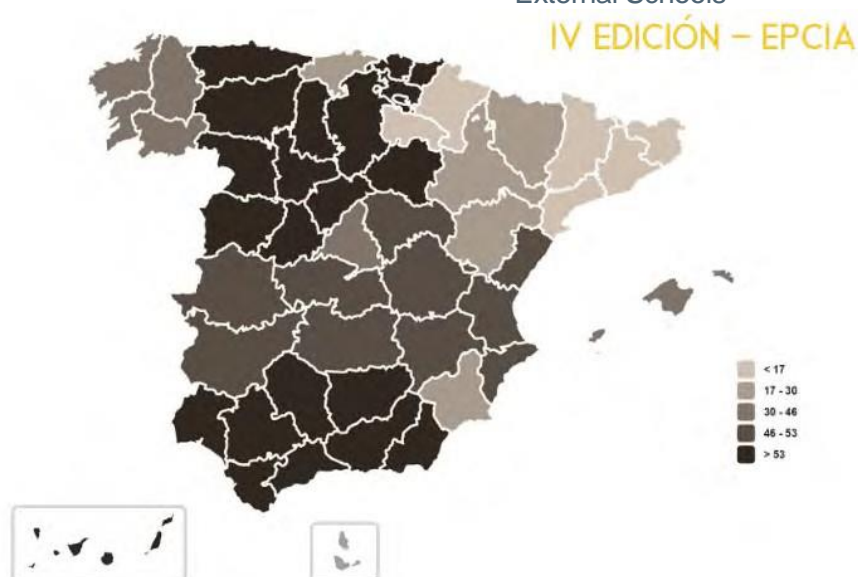 External Schools
IV EDICIÓN – EPCIA
< 17
17 - 30
30 - 46
46 - 53
> 53